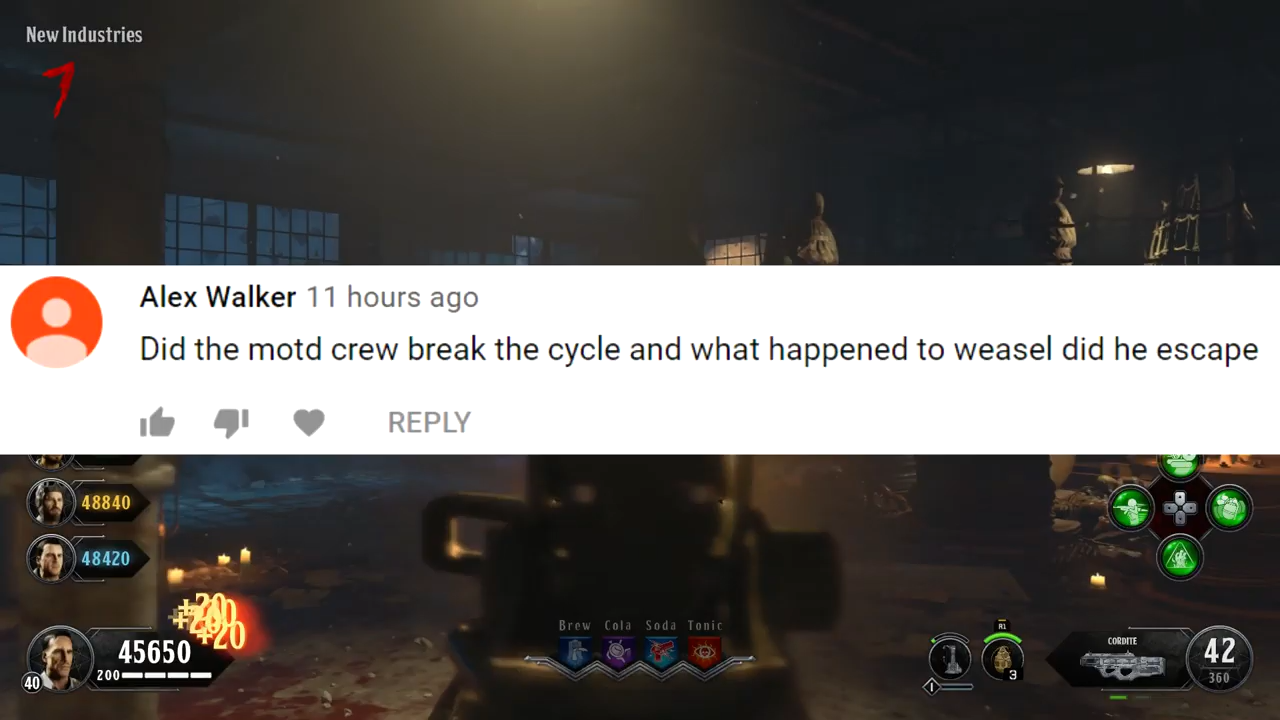 New Industries
7
Alex Walker 11 hours ago
Did the motd crew break the cycle and what happened to weasel did he escape
REPLY
48840
48420
+20
+20
45650
200
40
Brew Cola Soda Tonic
R1
3
CORDITE
42
360